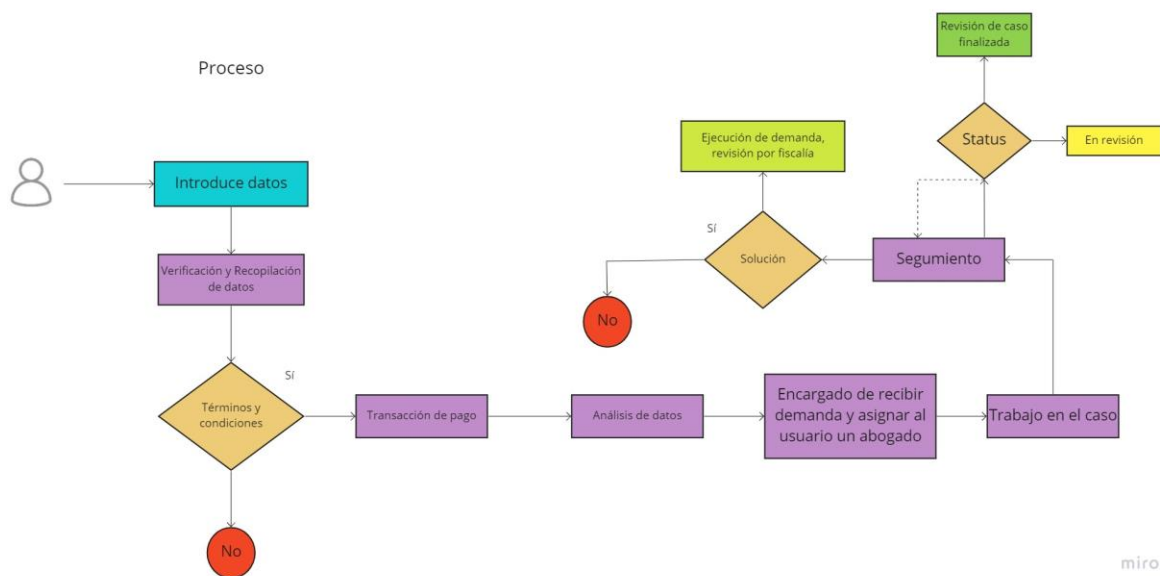 Proceso
Introduce datos
Verificación y Recopilación
de datos
Términos y
condiciones
Sí
No
Transacción de pago
Análisis de datos
Encargado de recibir
demanda y asignar al
usuario un abogado
Trabajo en el caso
Segumiento
Status
En revisión
Revisión de caso
finalizada
Solución
Sí
Ejecución de demanda,
revisión por fiscalía
No
miro